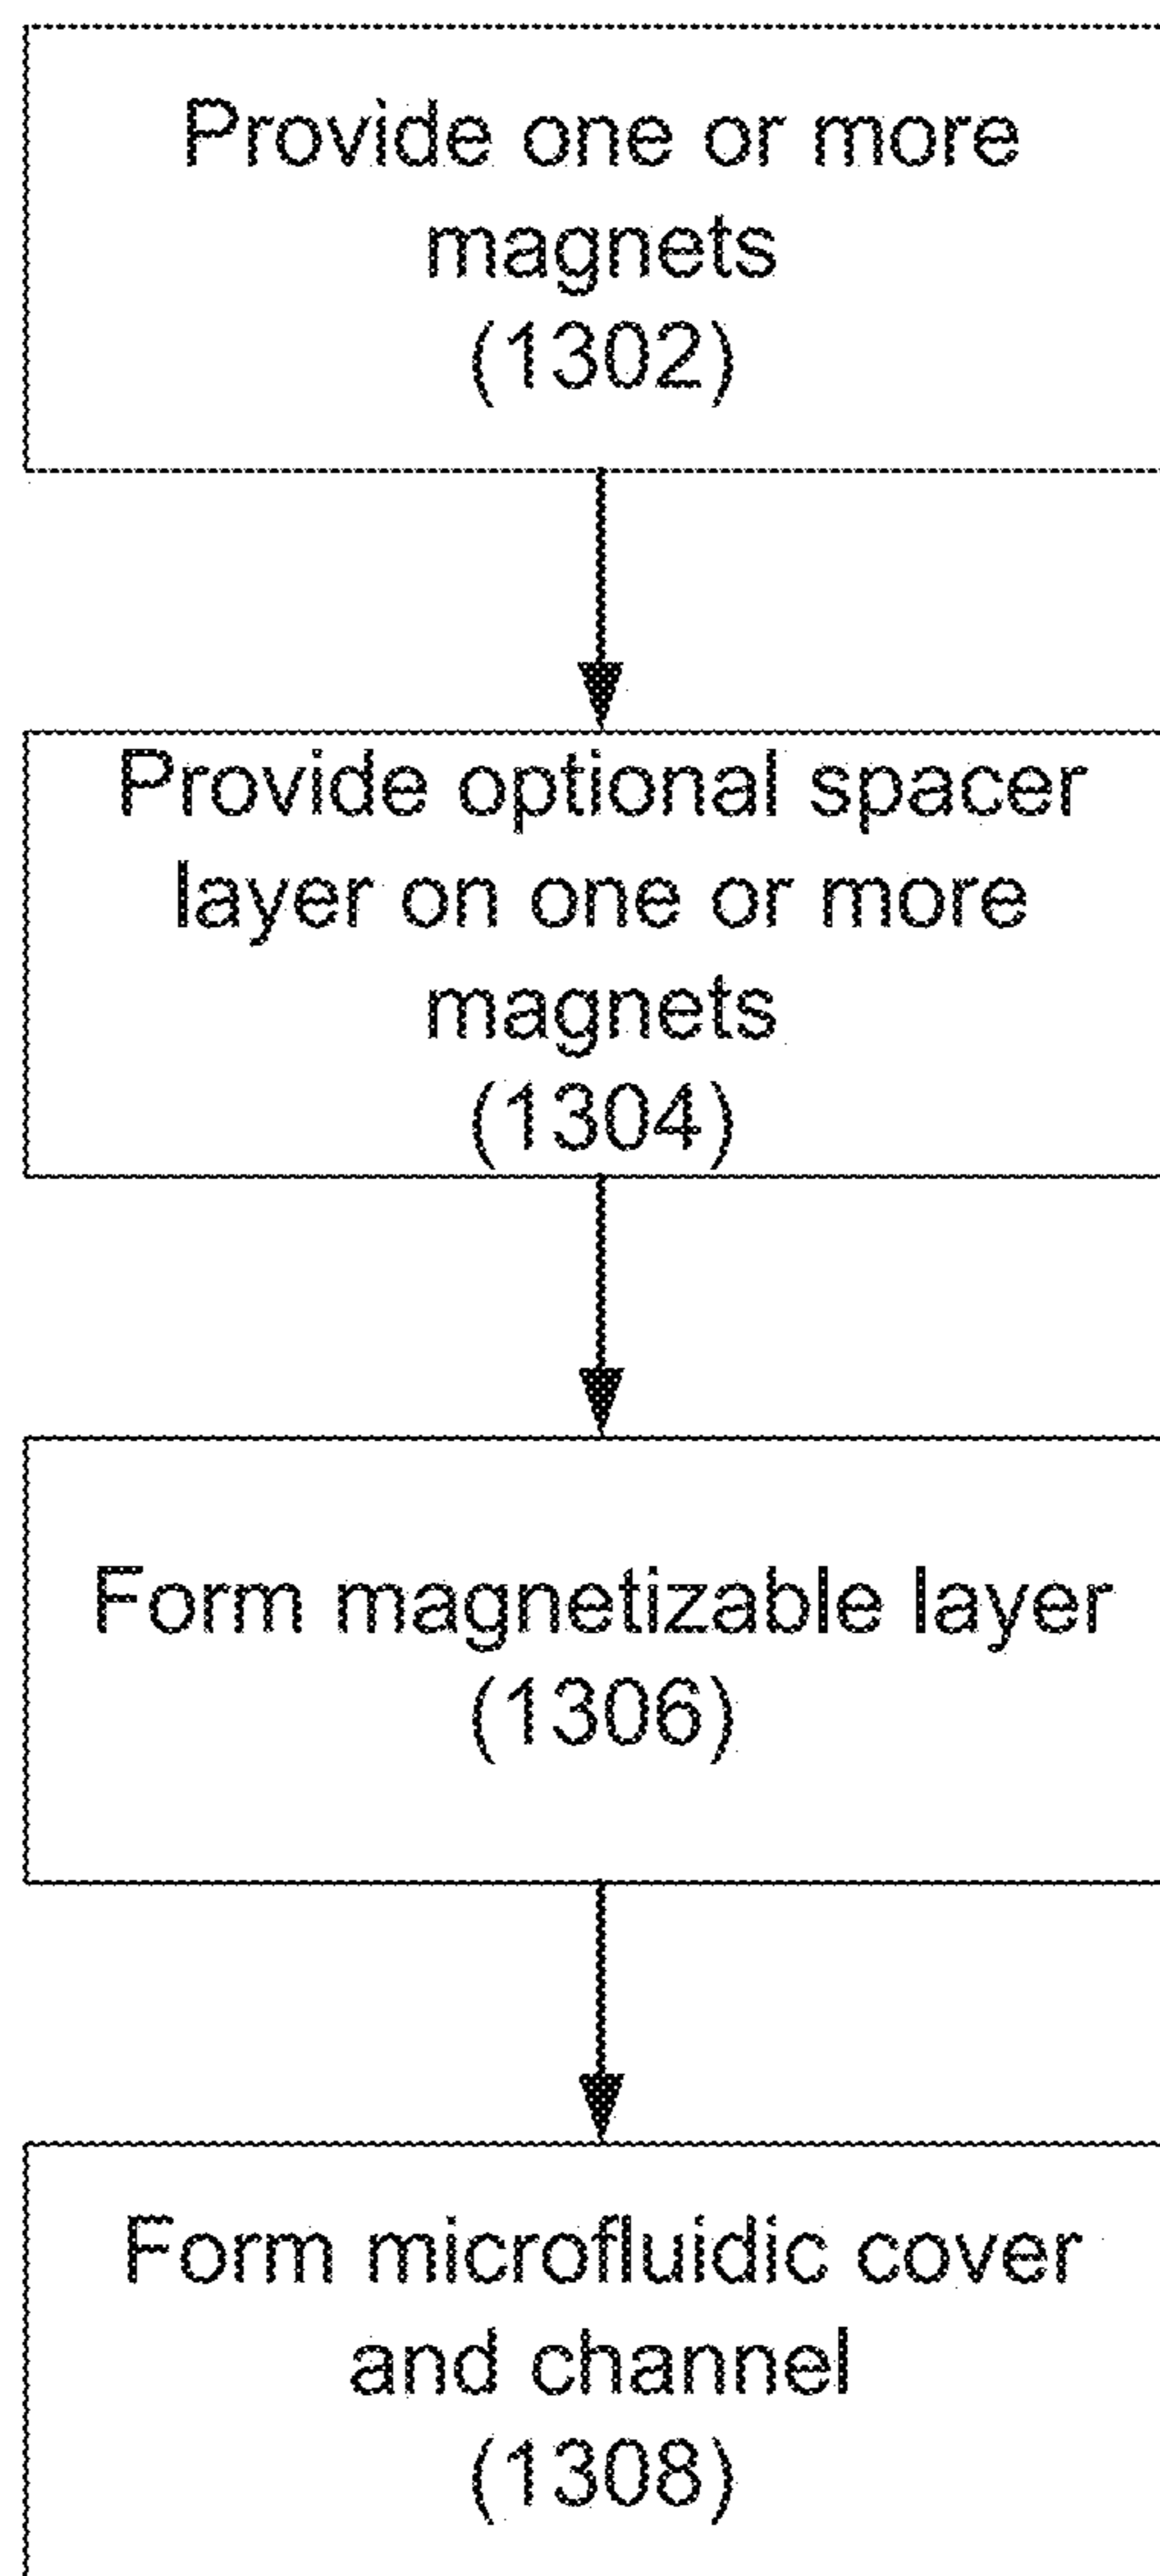 Provide one or more
magnets
(1302)
Provide optional spacer
layer on one or more
magnets
(1304)
Form magnetizable layer
(1306)
Form microfluidic cover
and channel
(1308)